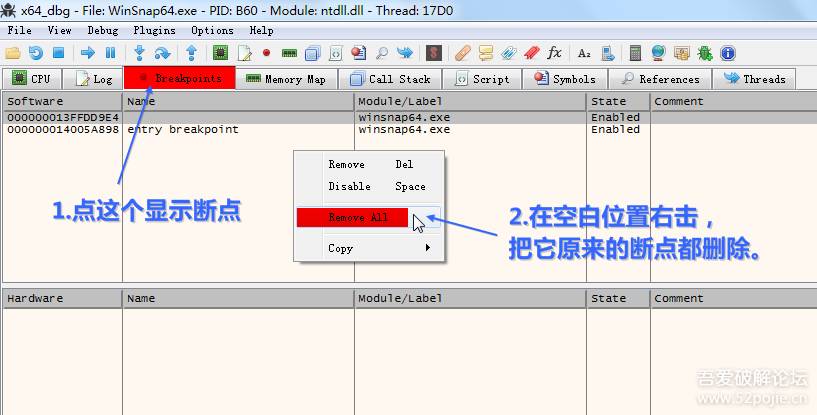 x64_dbg - File: WinSnap64.exe - PID: B60 - Module: ntdll.dll - Thread: 17D0
File View Debug Plugins Options Help
CPU Log Breakpoints Memory Map Call Stack Script Symbols References Threads
Software Name Module/Label State Comment
000000013FFDD9E4 winsnap64.exe Enabled
000000014005A898 entry breakpoint winsnap64.exe Enabled
Remove Del
Disable Space
Remove All
Copy
1.点这个显示断点
2.在空白位置右击，
把它原来的断点都删除。
Hardware Name Module/Label State Comment
吾爱破解论坛
www.52pojie.cn